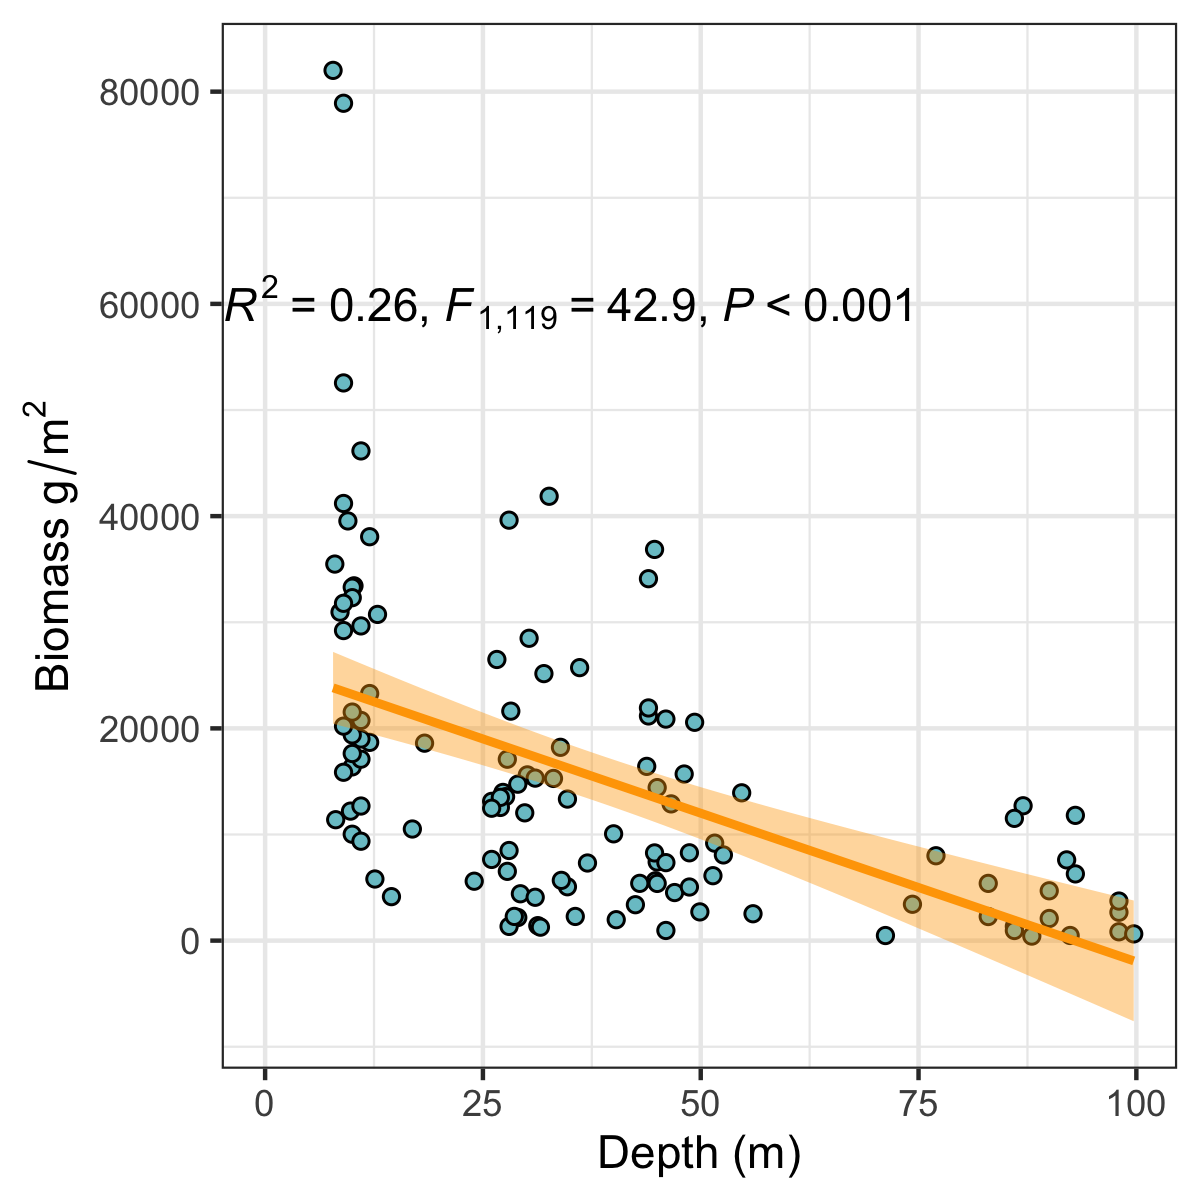 80000
60000
40000
20000
0
R² = 0.26, F₁,₁₁₉ = 42.9, P < 0.001
Biomass g/m²
0 25 50 75 100
Depth (m)